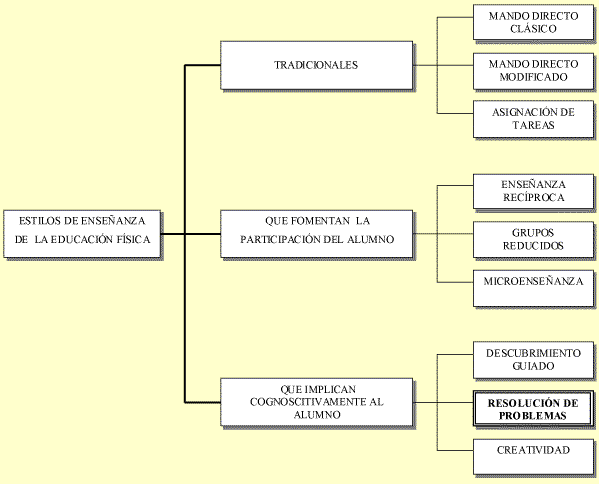 ESTILOS DE ENSEÑANZA
DE LA EDUCACIÓN FÍSICA
TRADICIONALES
MANDO DIRECTO
CLÁSICO
MANDO DIRECTO
MODIFICADO
ASIGNACIÓN DE
TAREAS
QUE FOMENTAN LA
PARTICIPACIÓN DEL ALUMNO
ENSEÑANZA
RECÍPROCA
GRUPOS
REDUCIDOS
MICROENSEÑANZA
QUE IMPLICAN
COGNOSCITIVAMENTE AL
ALUMNO
DESCUBRIMIENTO
GUIADO
RESOLUCIÓN DE
PROBLEMAS
CREATIVIDAD